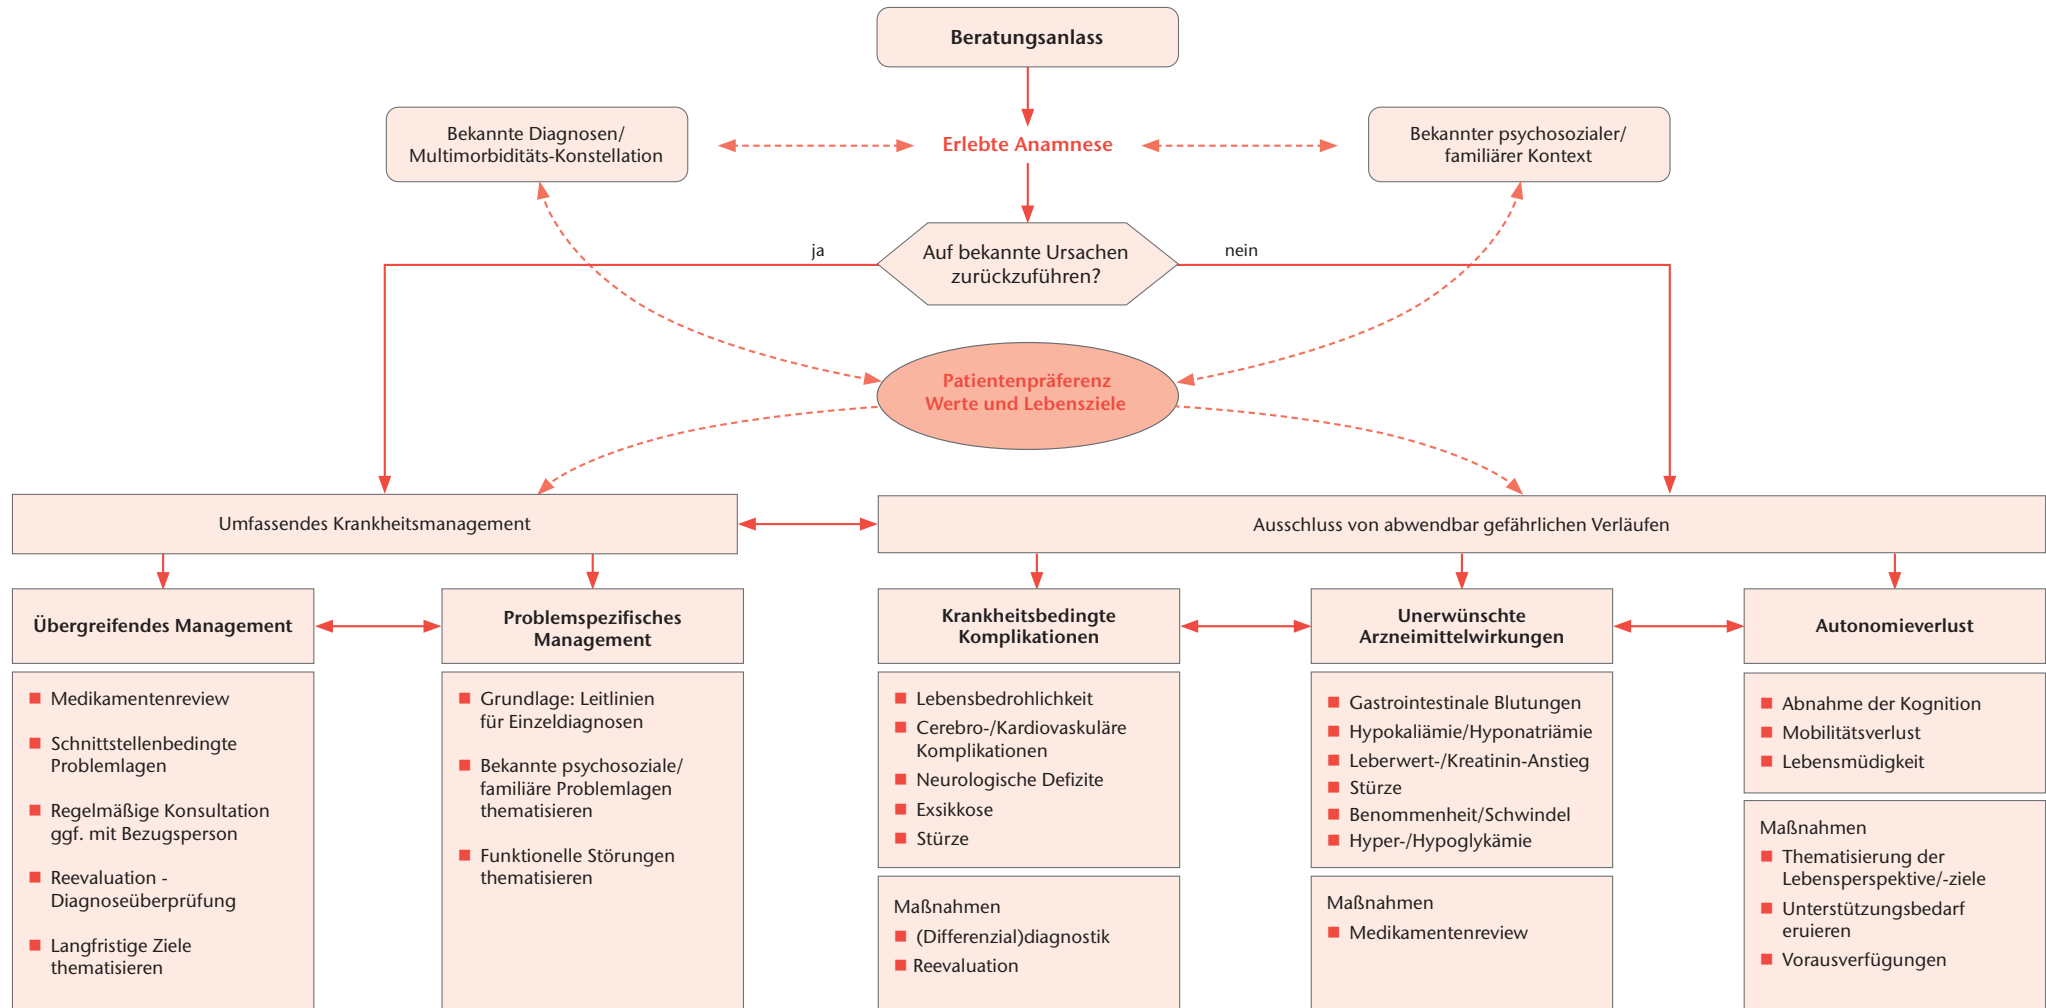 Beratungsanlass
Bekannte Diagnosen/
Multimorbiditäts-Konstellation
Erlebte Anamnese
Bekannter psychosozialer/
familiärer Kontext
ja
Auf bekannte Ursachen
zurückzuführen?
nein
Patientenpräferenz
Werte und Lebensziele
Umfassendes Krankheitsmanagement
Ausschluss von abwendbar gefährlichen Verläufen
Übergreifendes Management
Medikamentenreview
Schnittstellenbedingte
Problemlagen
Regelmäßige Konsultation
ggf. mit Bezugsperson
Reevaluation -
Diagnoseüberprüfung
Langfristige Ziele
thematisieren
Problemspezifisches
Management
Grundlage: Leitlinien
für Einzeldiagnosen
Bekannte psychosoziale/
familiäre Problemlagen
thematisieren
Funktionelle Störungen
thematisieren
Krankheitsbedingte
Komplikationen
Lebensbedrohlichkeit
Cerebro-/Kardiovaskuläre
Komplikationen
Neurologische Defizite
Exsikkose
Stürze
Maßnahmen
(Differenzial)diagnostik
Reevaluation
Unerwünschte
Arzneimittelwirkungen
Gastrointestinale Blutungen
Hypokaliämie/Hyponatriämie
Leberwert-/Kreatinin-Anstieg
Stürze
Benommenheit/Schwindel
Hyper-/Hypoglykämie
Maßnahmen
Medikamentenreview
Autonomieverlust
Abnahme der Kognition
Mobilitätsverlust
Lebensmüdigkeit
Maßnahmen
Thematisierung der
Lebensperspektive/-ziele
Unterstützungsbedarf
eruieren
Vorausverfügungen